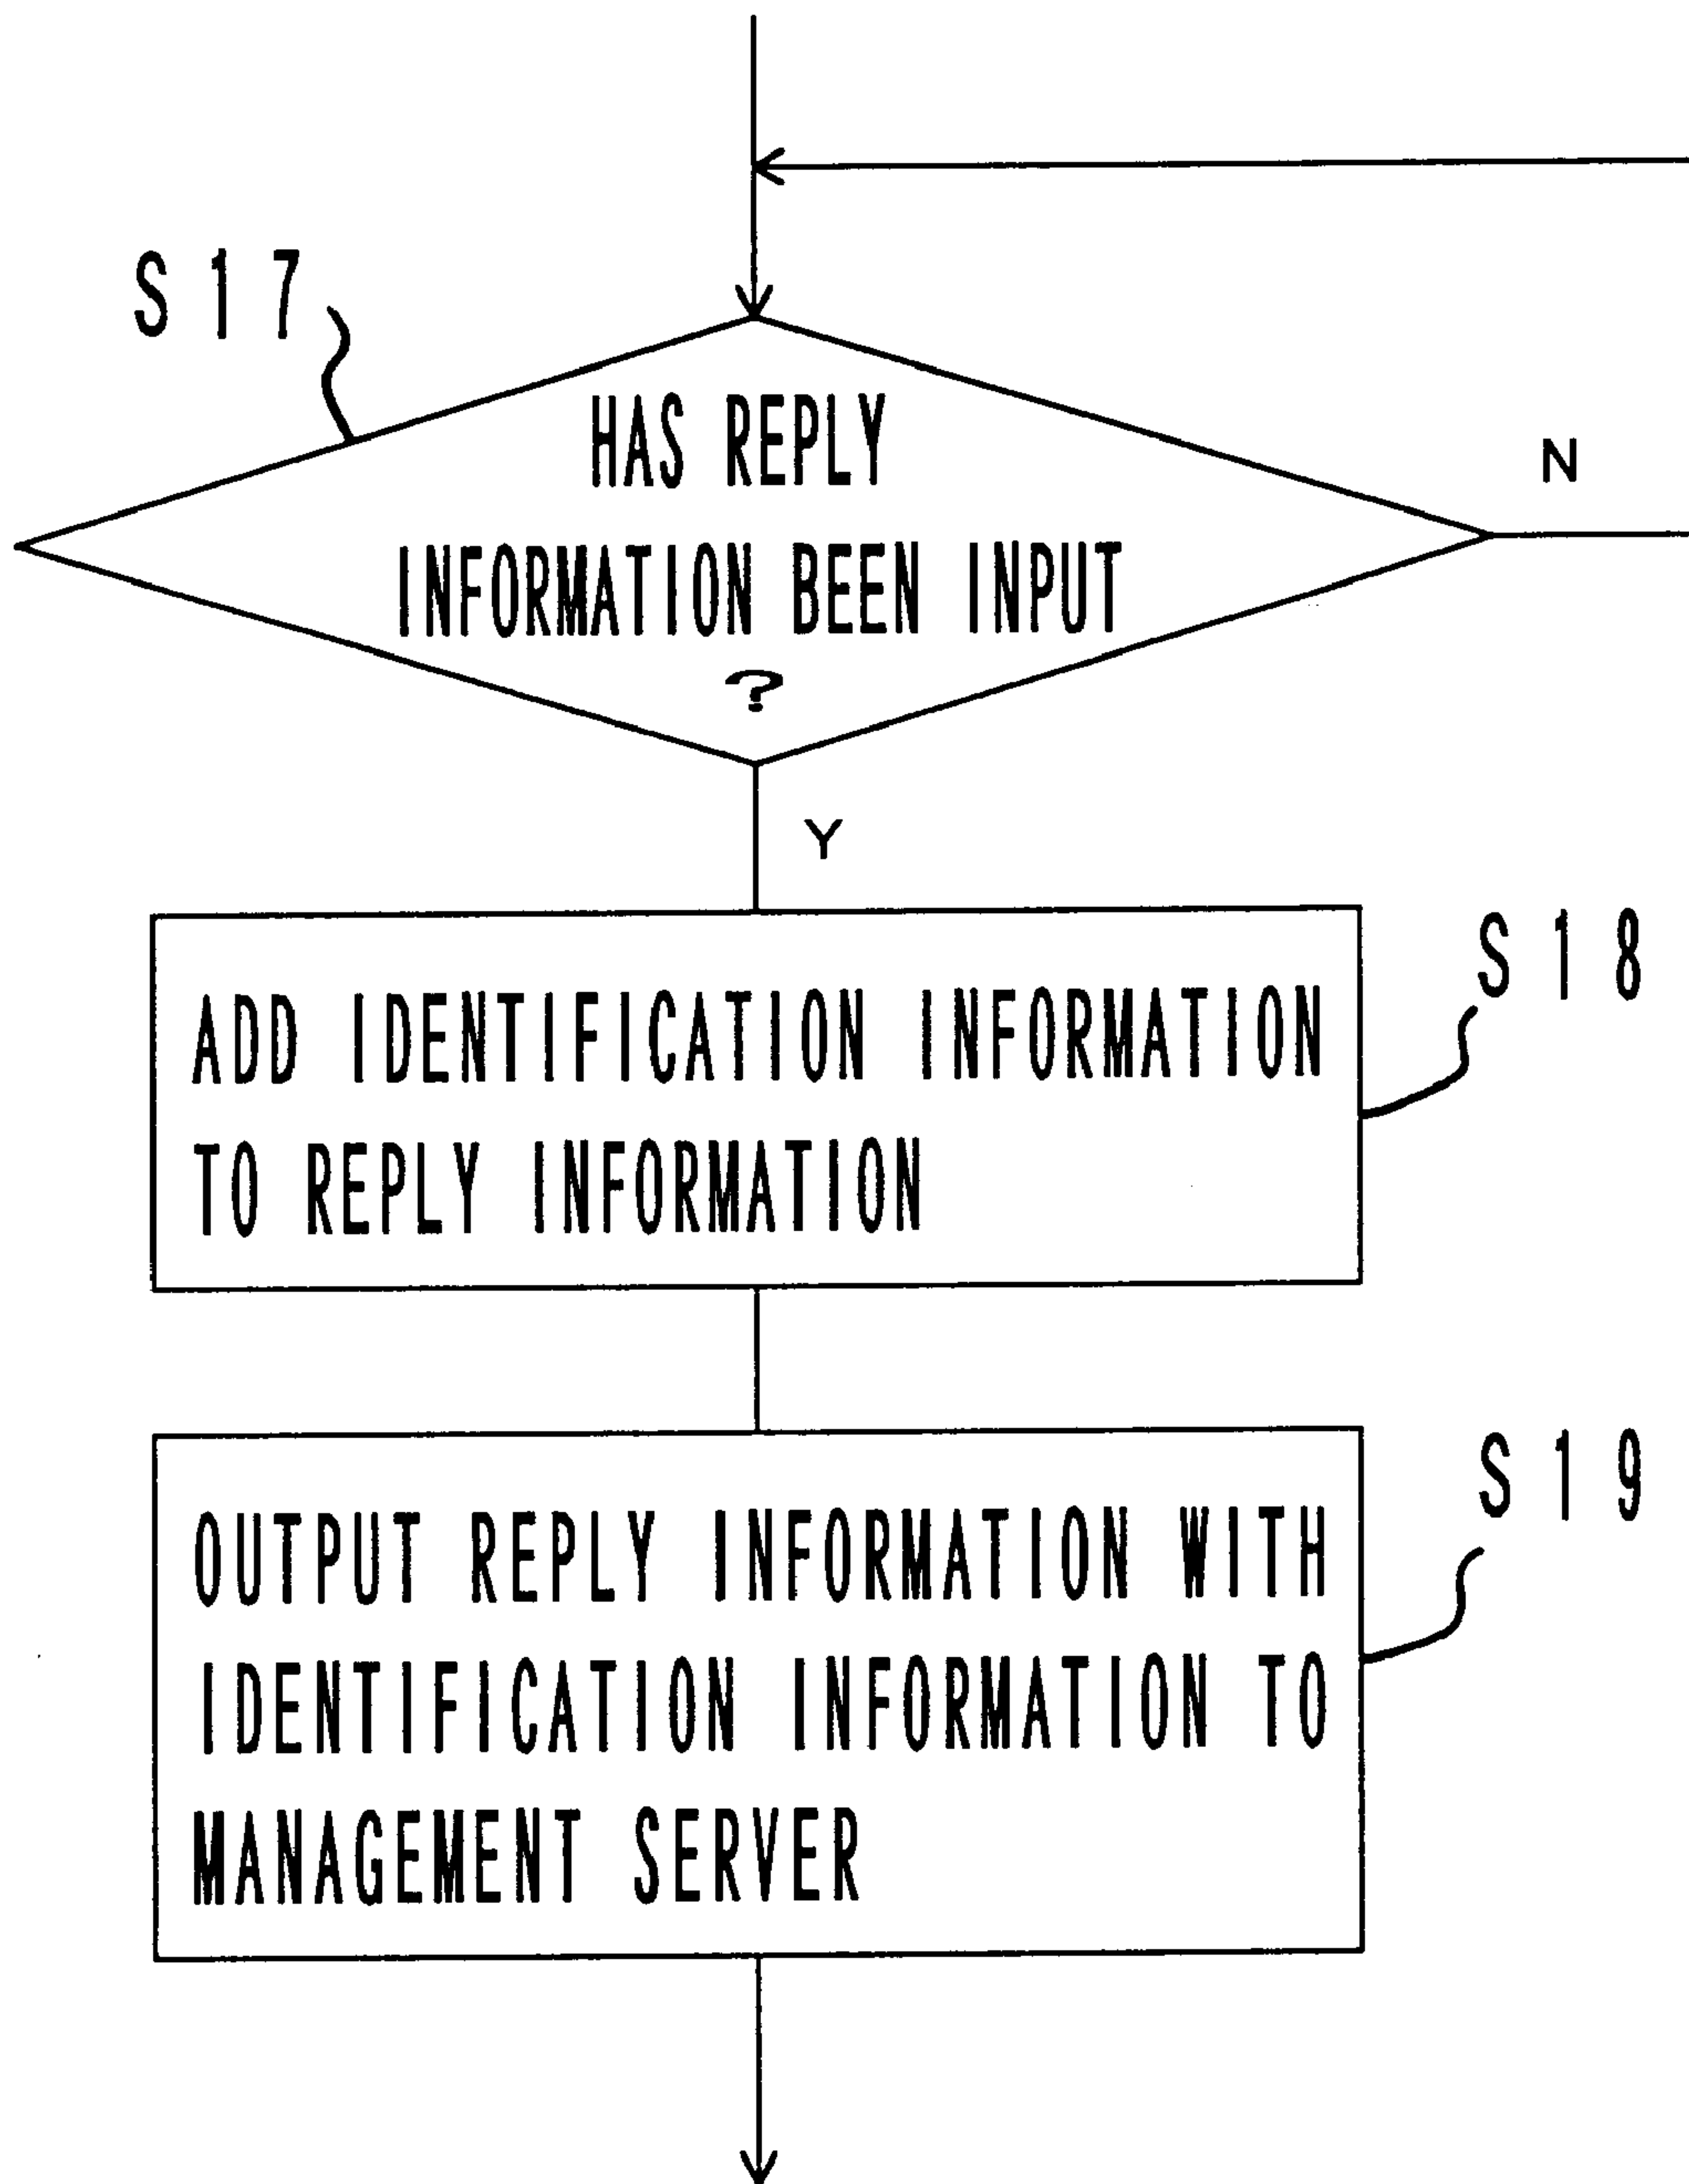 S17
HAS REPLY
INFORMATION BEEN INPUT
?
N
Y
S18
ADD IDENTIFICATION INFORMATION
TO REPLY INFORMATION
S19
OUTPUT REPLY INFORMATION WITH
IDENTIFICATION INFORMATION TO
MANAGEMENT SERVER